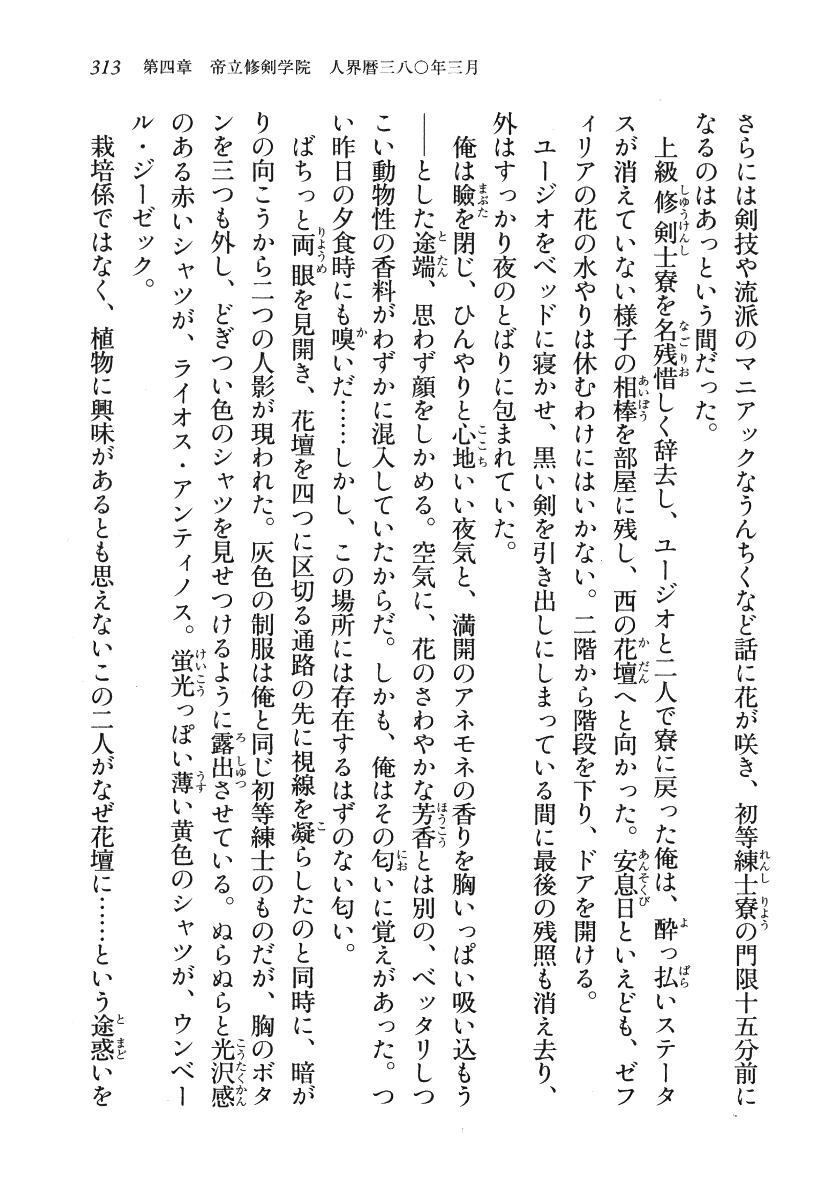 313　第四章　帝立修剣学院　人界暦三八〇年三月
さらには剣技や流派のマニアックなうんちくなど話に花が咲き、初等練士寮の門限十五分前に
なるのはあっという間だった。
　上級修剣士寮を名残惜しく辞去し、ユージオと二人で寮に戻った俺は、酔っ払いステータ
スが消えていない様子の相棒を部屋に残し、西の花壇へと向かった。安息日といえども、ゼフ
ィリアの花の水やりは休むわけにはいかない。二階から階段を下り、ドアを開ける。
　ユージオをベッドに寝かせ、黒い剣を引き出しにしまっている間に最後の残照も消え去り、
外はすっかり夜のとばりに包まれていた。
　俺は瞼を閉じ、ひんやりと心地いい夜気と、満開のアネモネの香りを胸いっぱい吸い込もう
――とした途端、思わず顔をしかめる。空気に、花のさわやかな芳香とは別の、ベッタリしつ
こい動物性の香料がわずかに混入していたからだ。しかも、俺はその匂いに覚えがあった。つ
い昨日の夕食時にも嗅いだ……しかし、この場所には存在するはずのない匂い。
　ぱちっと両眼を見開き、花壇を四つに区切る通路の先に視線を凝らしたのと同時に、暗が
りの向こうから二つの人影が現われた。灰色の制服は俺と同じ初等練士のものだが、胸のボタ
ンを三つも外し、どぎつい色のシャツを見せつけるように露出させている。ぬらぬらと光沢感
のある赤いシャツが、ライオス・アンティノス。蛍光っぽい薄い黄色のシャツが、ウンベー
ル・ジーゼック。
　栽培係ではなく、植物に興味があるとも思えないこの二人がなぜ花壇に……という途惑いを